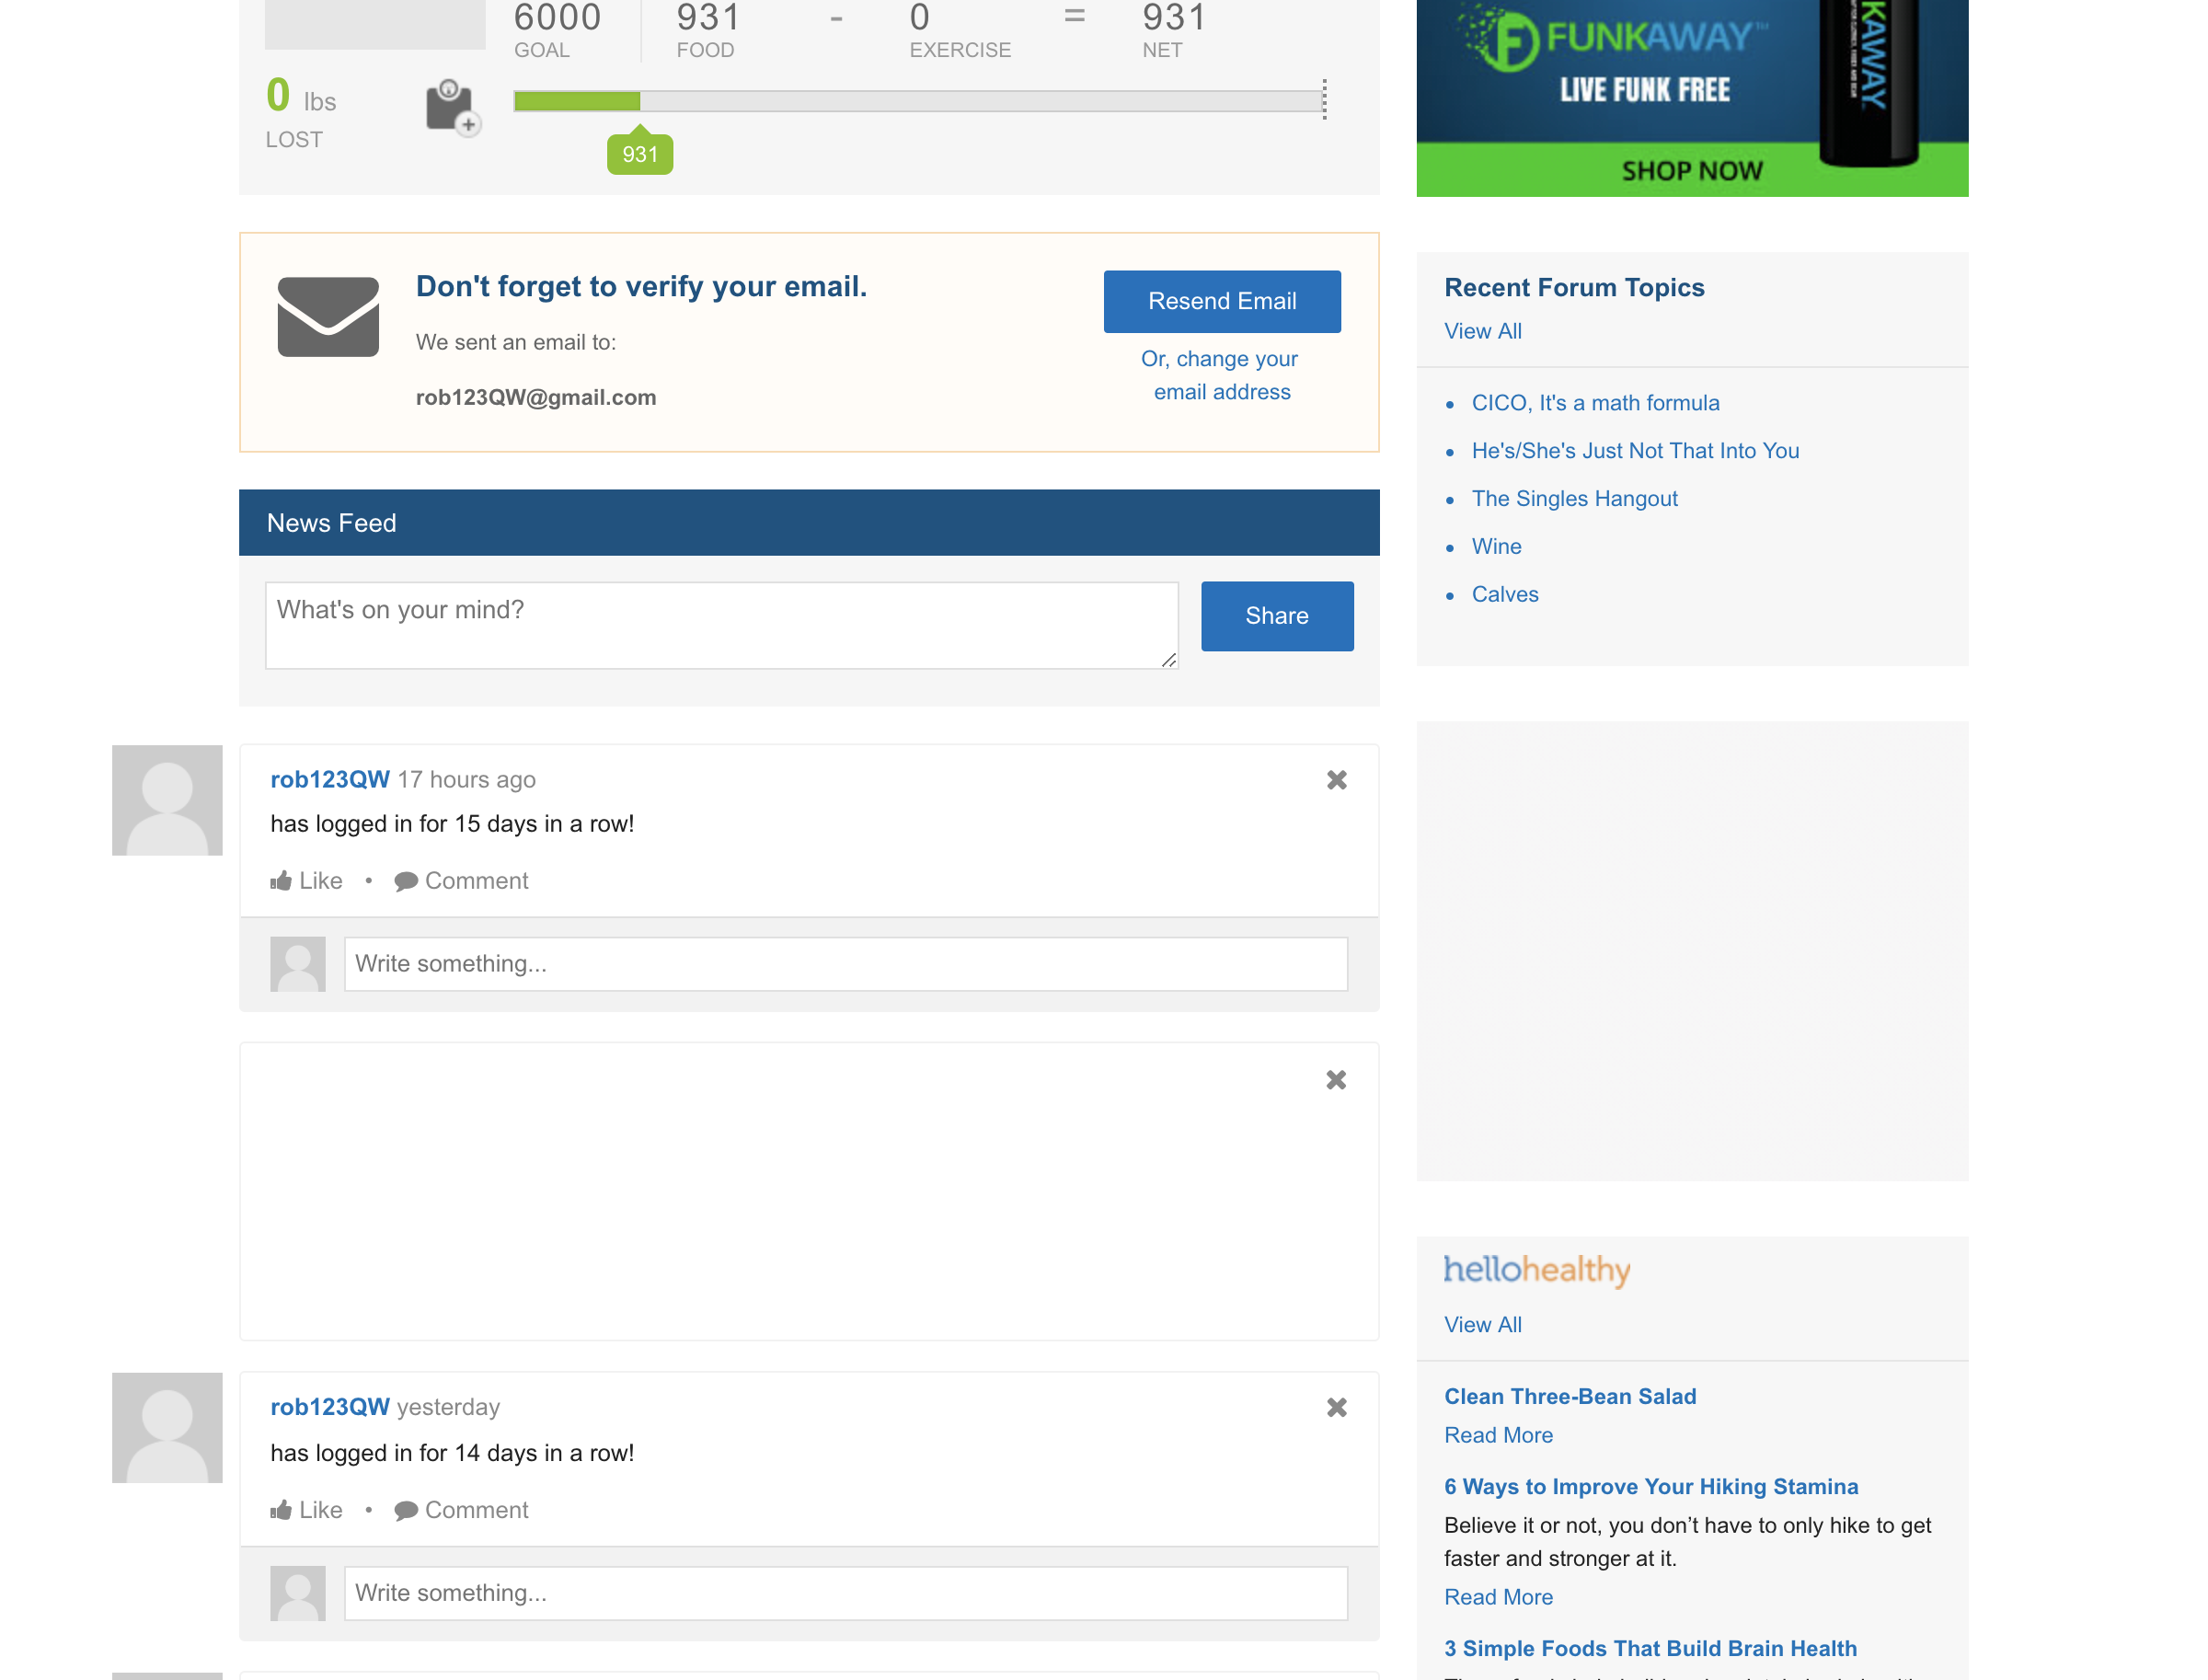 6000
GOAL
931
FOOD
-
0
EXERCISE
=
931
NET
0 lbs
LOST
931
FUNKAWAY™
LIVE FUNK FREE
KAWAY
SHOP NOW
Don't forget to verify your email.
We sent an email to:
rob123QW@gmail.com
Resend Email
Or, change your
email address
News Feed
What's on your mind?
Share
rob123QW 17 hours ago
has logged in for 15 days in a row!
Like • Comment
Write something...
rob123QW yesterday
has logged in for 14 days in a row!
Like • Comment
Write something...
Recent Forum Topics
View All
• CICO, It's a math formula
• He's/She's Just Not That Into You
• The Singles Hangout
• Wine
• Calves
hellohealthy
View All
Clean Three-Bean Salad
Read More
6 Ways to Improve Your Hiking Stamina
Believe it or not, you don’t have to only hike to get
faster and stronger at it.
Read More
3 Simple Foods That Build Brain Health